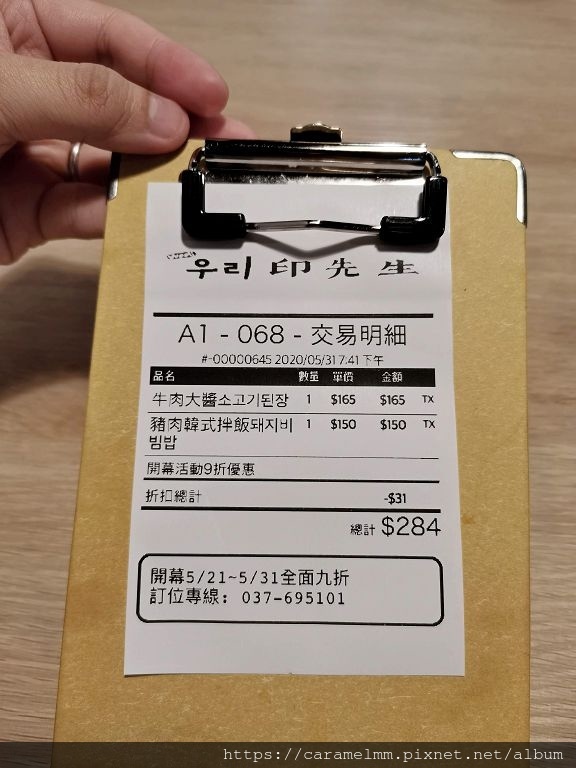 우리 印先生
A1 - 068 - 交易明細
#-00000645 2020/05/31 7:41 下午
品名 數量 單價 金額
牛肉大醬소고기된장 1 $165 $165 TX
豬肉韓式拌飯돼지비 1 $150 $150 TX
빔밥
開幕活動9折優惠
折扣總計 -$31
總計 $284
開幕5/21~5/31全面九折
訂位專線: 037-695101
https://caramelmm.pixnet.net/album